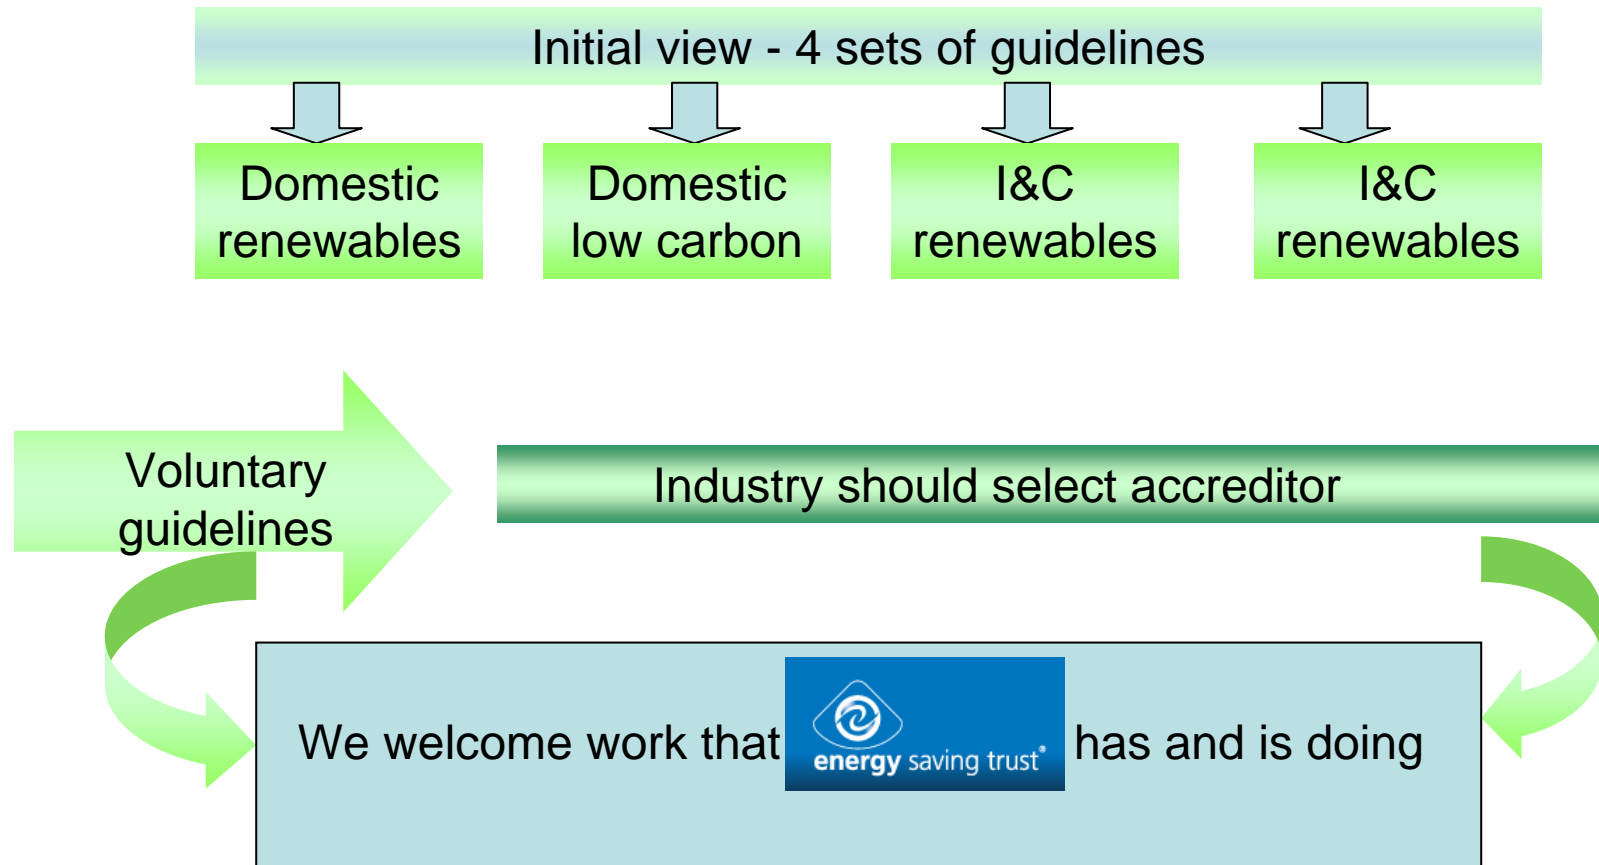 Initial view - 4 sets of guidelines
Domestic
renewables
Domestic
low carbon
I&C
renewables
I&C
renewables
Voluntary
guidelines
Industry should select accreditor
We welcome work that energy saving trust® has and is doing